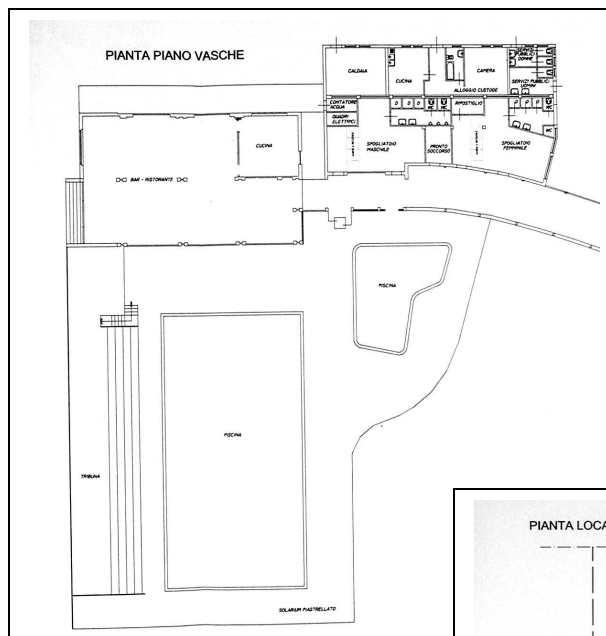 PIANTA PIANO VASCHE
SERVIZI
PUBBLICI
DONNE
CALDAIA
CUCINA
CAMERA
SERVIZI PUBBLICI
UOMINI
ALLOGGIO CUSTODE
CONTATORE
ACQUA
D D D
WC
RIPOSTIGLIO
QUADRI
ELETTRICI
WC
CUCINA
SPOGLIATOIO
MASCHILE
PRONTO
SOCCORSO
SPOGLIATOIO
FEMMINILE
BAR - RISTORANTE
PISCINA
PISCINA
TRIBUNA
SOLARIUM PIASTRELLATO
PIANTA LOCA